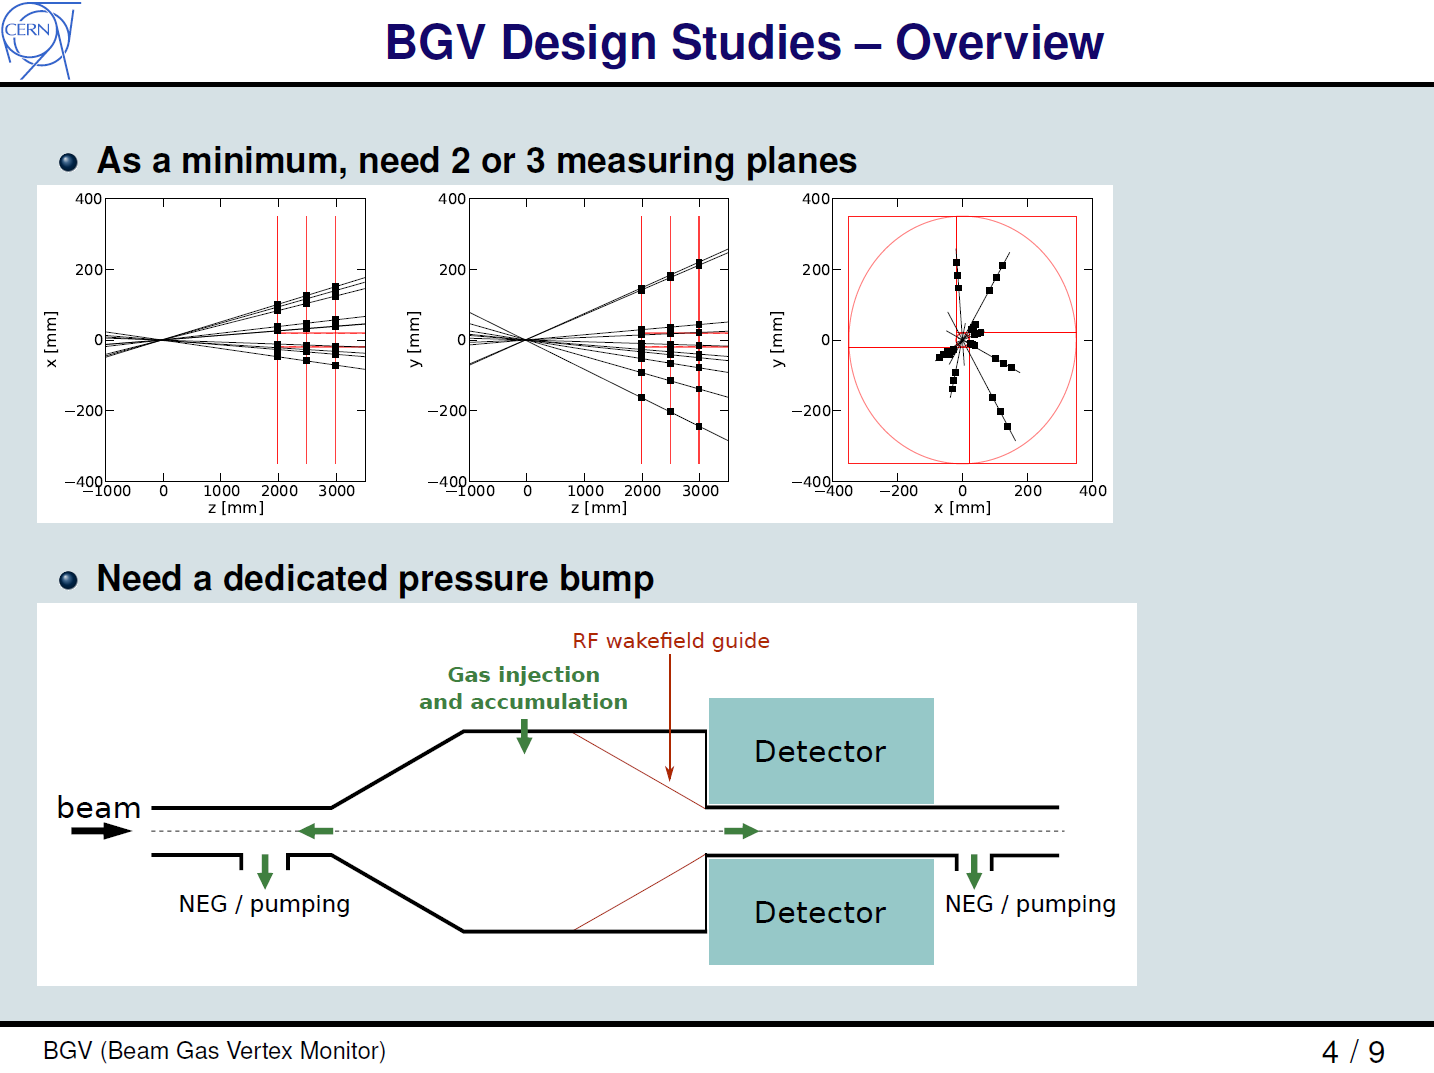 CERN
BGV Design Studies – Overview
As a minimum, need 2 or 3 measuring planes
400
200
0
−200
−400
−1000 0 1000 2000 3000
x [mm]
z [mm]
400
200
0
−200
−400
−1000 0 1000 2000 3000
y [mm]
z [mm]
400
200
0
−200
−400
−400 −200 0 200 400
y [mm]
x [mm]
Need a dedicated pressure bump
RF wakefield guide
Gas injection
and accumulation
Detector
beam
NEG / pumping
Detector
NEG / pumping
BGV (Beam Gas Vertex Monitor)
4 / 9